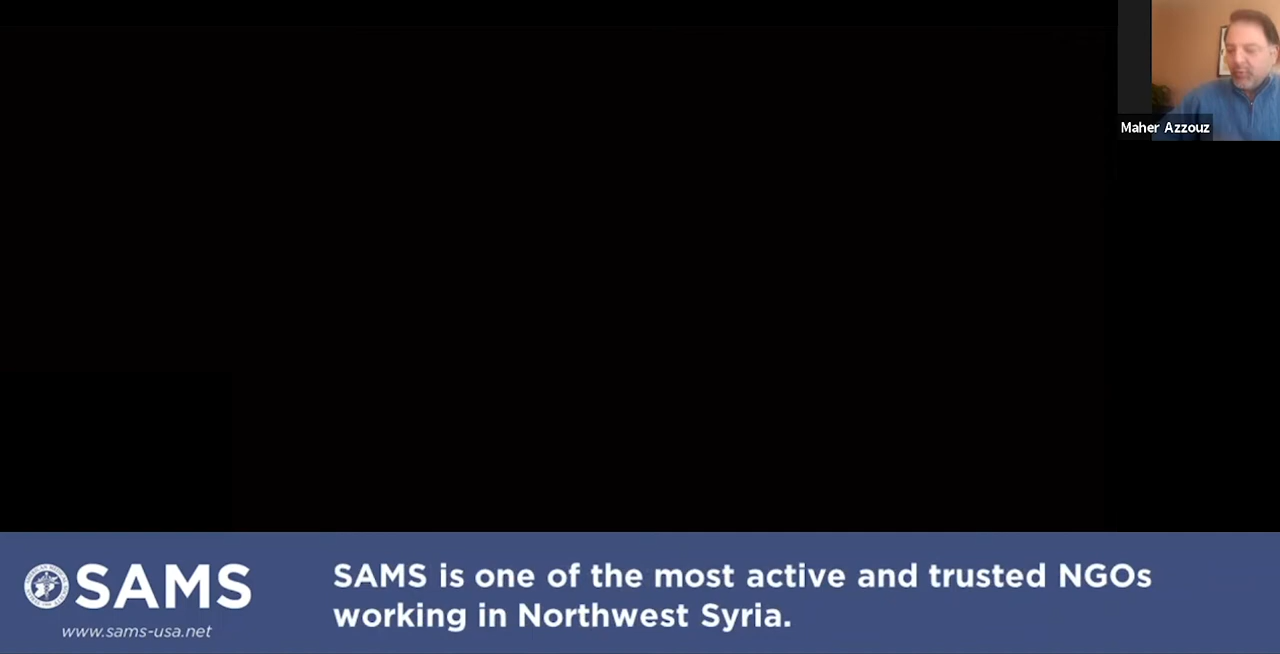 Maher Azzouz
SAMS
www.sams-usa.net
SAMS is one of the most active and trusted NGOs
working in Northwest Syria.